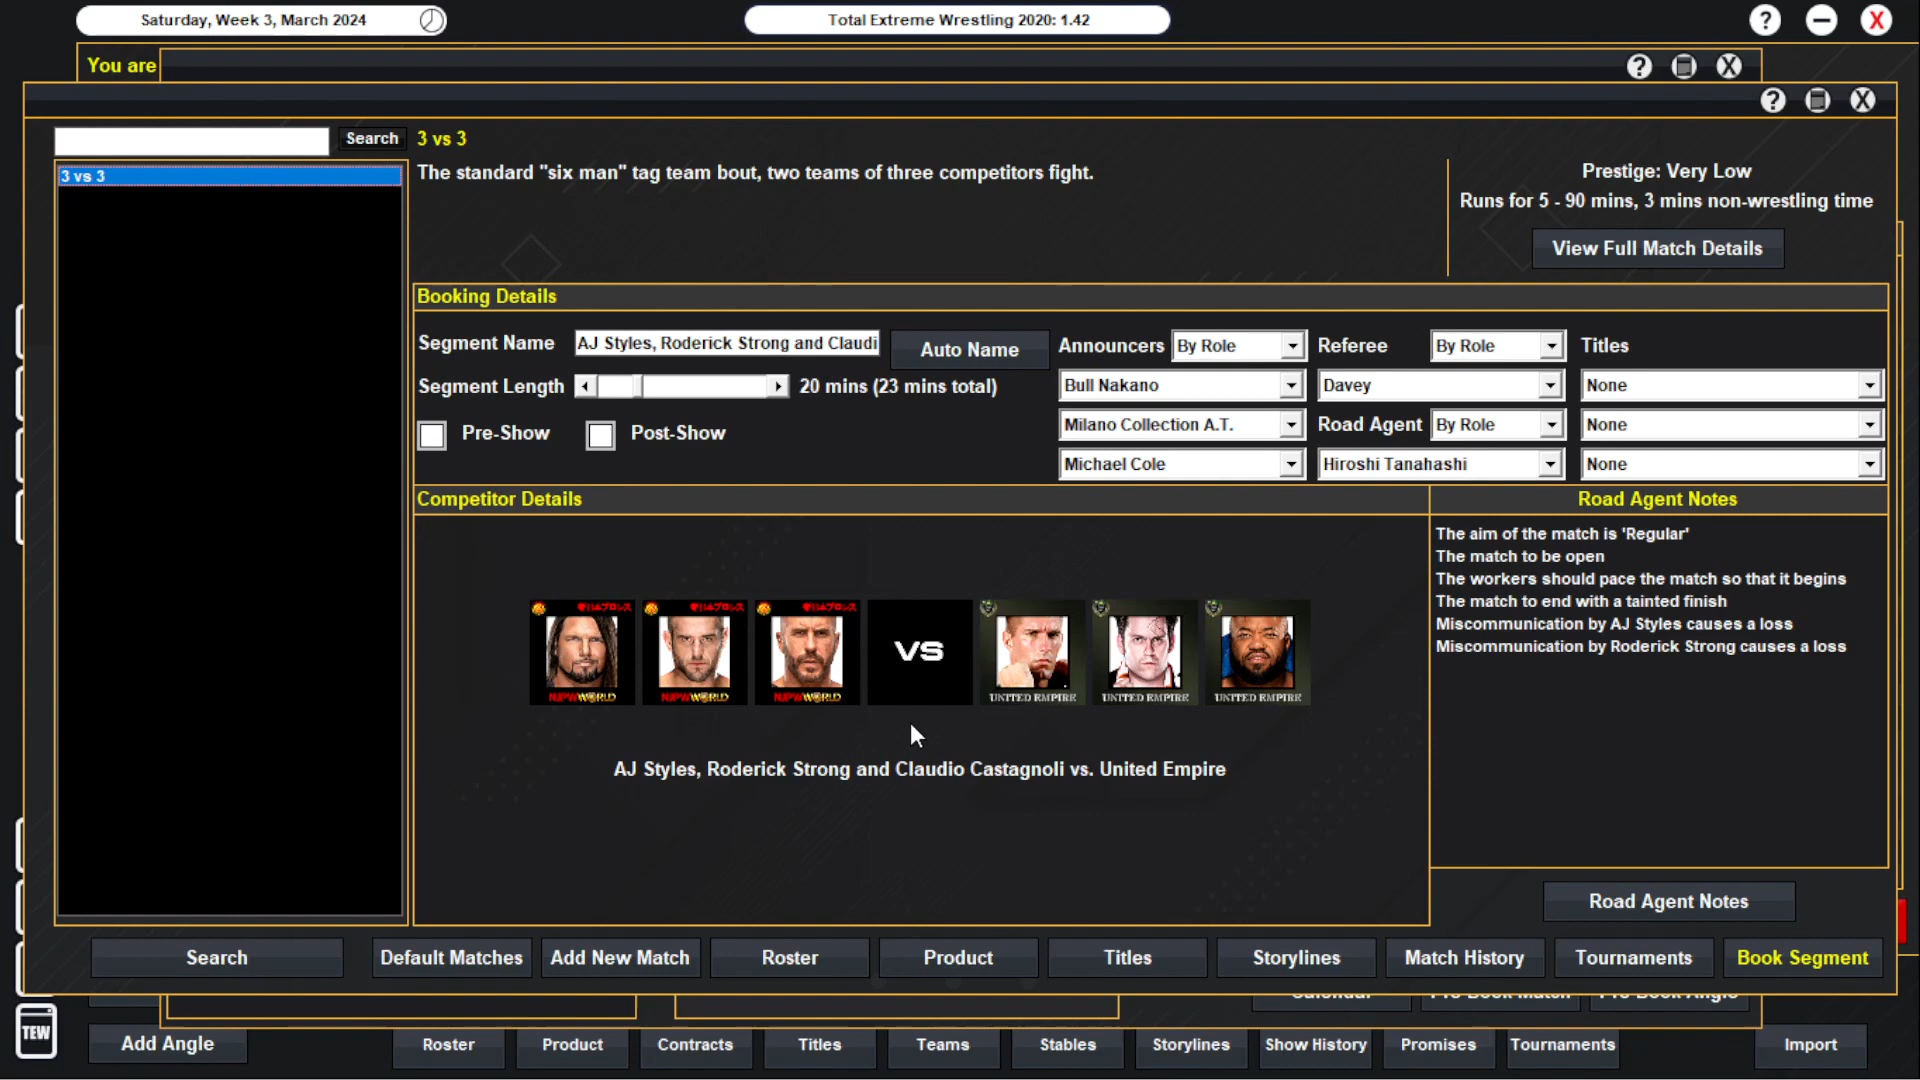 Saturday, Week 3, March 2024
Total Extreme Wrestling 2020: 1.42
? X
You are
? X
? X
Search
3 vs 3
3 vs 3
The standard "six man" tag team bout, two teams of three competitors fight.
Prestige: Very Low
Runs for 5 - 90 mins, 3 mins non-wrestling time
View Full Match Details
Booking Details
Segment Name
AJ Styles, Roderick Strong and Claudi
Auto Name
Announcers
By Role
Referee
By Role
Titles
Segment Length
20 mins (23 mins total)
Bull Nakano
Davey
None
Pre-Show
Post-Show
Milano Collection A.T.
Road Agent
By Role
None
Michael Cole
Hiroshi Tanahashi
None
Competitor Details
Road Agent Notes
The aim of the match is 'Regular'
The match to be open
The workers should pace the match so that it begins
The match to end with a tainted finish
Miscommunication by AJ Styles causes a loss
Miscommunication by Roderick Strong causes a loss
NJPWWORLD
NJPWWORLD
NJPWWORLD
VS
UNITED EMPIRE
UNITED EMPIRE
UNITED EMPIRE
AJ Styles, Roderick Strong and Claudio Castagnoli vs. United Empire
Road Agent Notes
Search
Default Matches
Add New Match
Roster
Product
Titles
Storylines
Match History
Tournaments
Book Segment
Calendar
Pre Book Match
Pre Book Angle
TEW
Add Angle
Roster
Product
Contracts
Titles
Teams
Stables
Storylines
Show History
Promises
Tournaments
Import